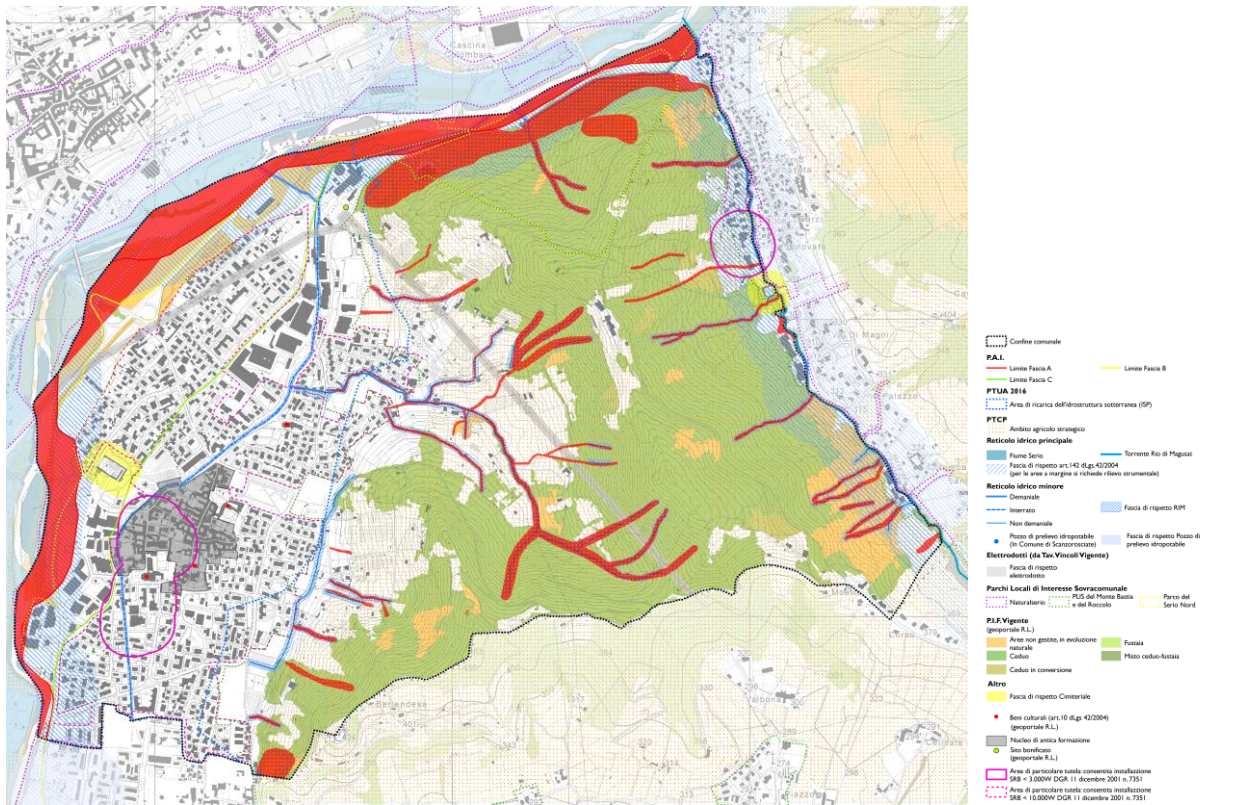 Cascina
293
315
330
298
289
293
291
Confine comunale
P.A.I.
Limite Fascia A
Limite Fascia B
Limite Fascia C
PTUA 2016
Area di ricarica dell'idrostruttura sotterranea (ISP)
PTCP
Ambito agricolo strategico
Reticolo idrico principale
Fiume Serio
Torrente Rio di Magusat
Fascia di rispetto art.142 dLgs.42/2004
(per le aree a margine si richiede rilievo strumentale)
Reticolo idrico minore
Demaniale
Interrato
Fascia di rispetto RIM
Non demaniale
Pozzo di prelievo idropotabile
(In Comune di Scanzorosciate)
Fascia di rispetto Pozzo di
prelievo idropotabile
Elettrodotti (da Tav. Vincoli Vigente)
Fascia di rispetto
elettrodotto
Parchi Locali di Interesse Sovracomunale
Naturalserio
PLIS del Monte Bastia
e del Roccolo
Parco del
Serio Nord
P.I.F. Vigente
(geoportale R.L.)
Aree non gestite, in evoluzione
naturale
Fustaia
Ceduo
Misto ceduo-fustaia
Ceduo in conversione
Altro
Fascia di rispetto Cimiteriale
Beni culturali (art.10 dLgs 42/2004)
(geoportale R.L.)
Nucleo di antica formazione
Sito bonificato
(geoportale R.L.)
Area di particolare tutela: consentita installazione
SRB < 3.000W DGR 11 dicembre 2001 n. 7351
Area di particolare tutela: consentita installazione
SRB < 10.000W DGR 11 dicembre 2001 n. 7351